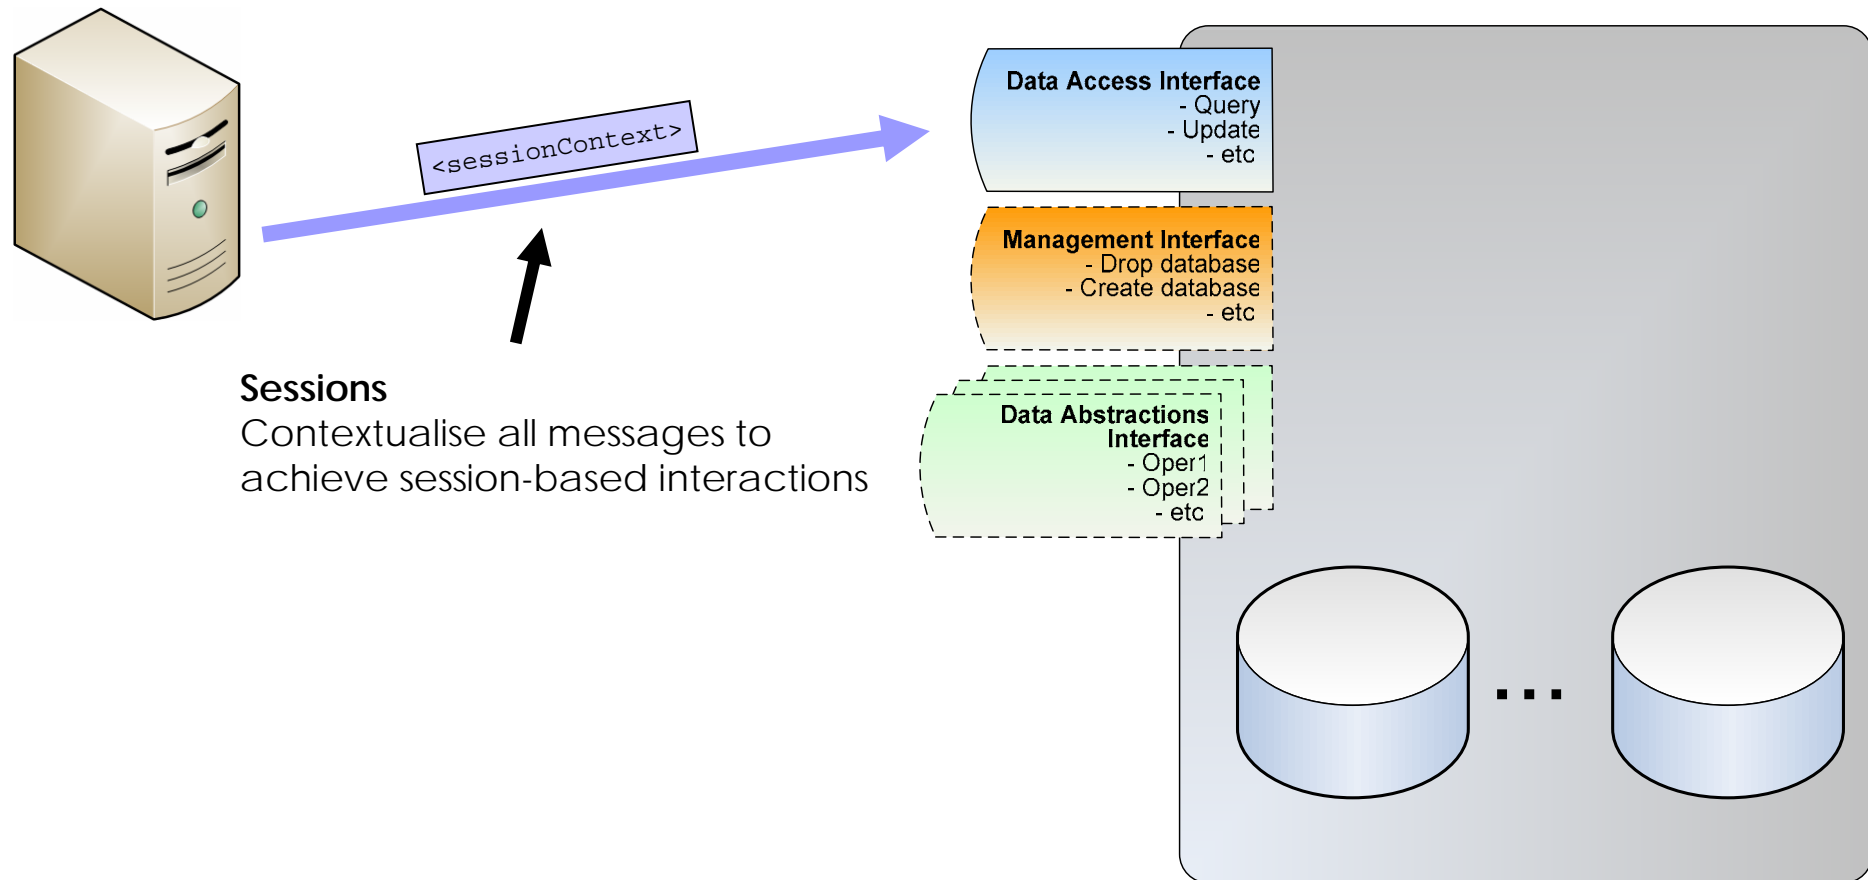 <sessionContext>
Sessions
Contextualise all messages to
achieve session-based interactions
Data Access Interface
- Query
- Update
- etc
Management Interface
- Drop database
- Create database
- etc
Data Abstractions
Interface
- Oper1
- Oper2
- etc
...